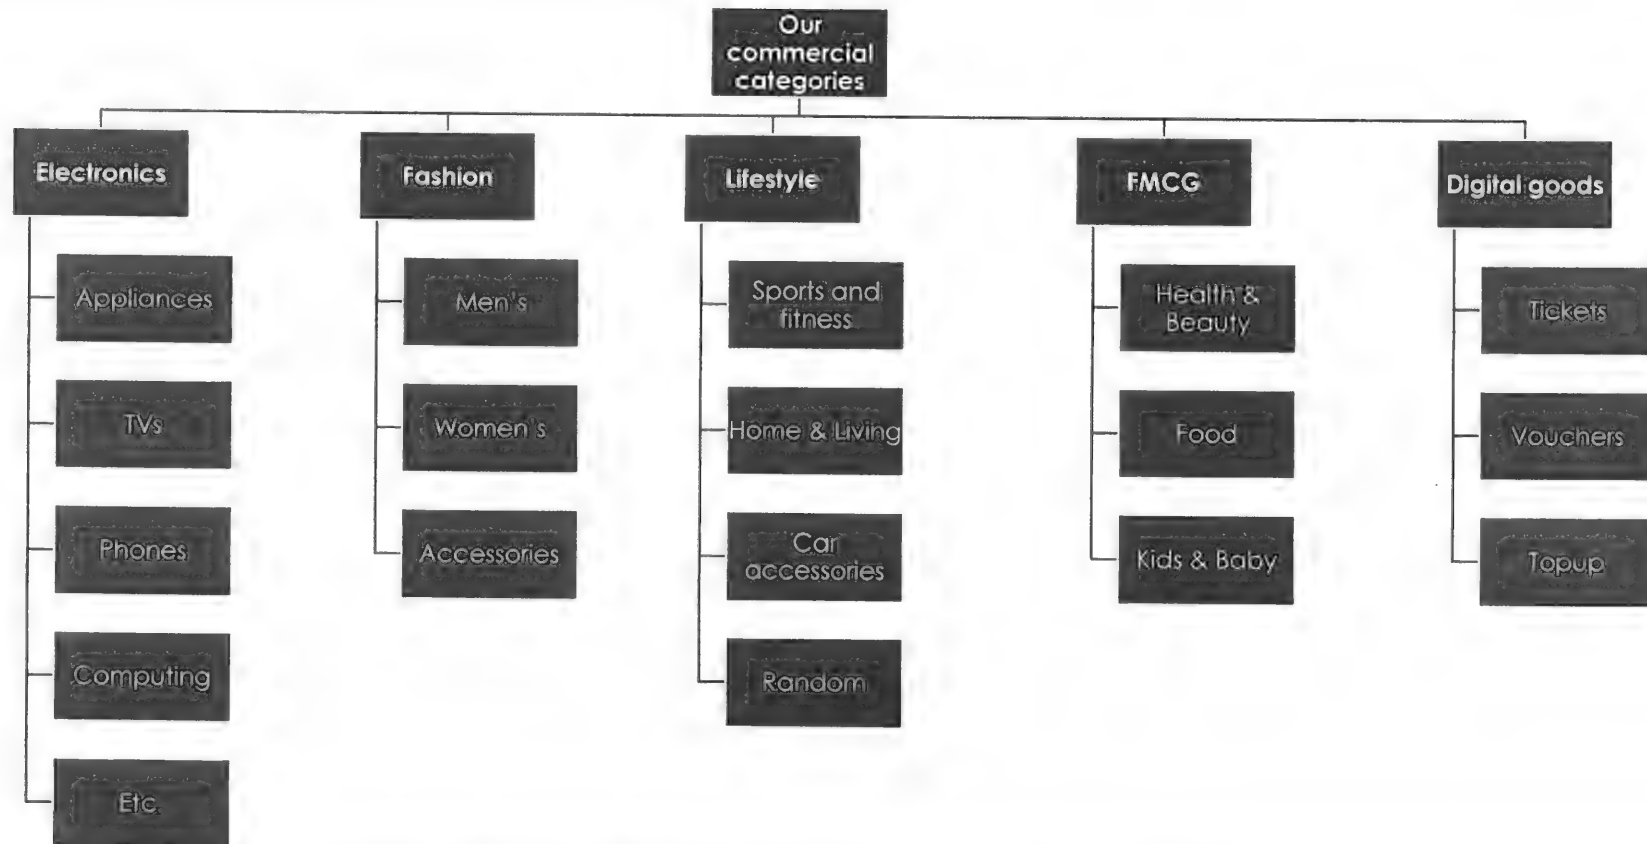 Our
commercial
categories
Electronics
Appliances
TVs
Phones
Computing
Etc.
Fashion
Men's
Women's
Accessories
Lifestyle
Sports and
fitness
Home & Living
Car
accessories
Random
FMCG
Health &
Beauty
Food
Kids & Baby
Digital goods
Tickets
Vouchers
Topup